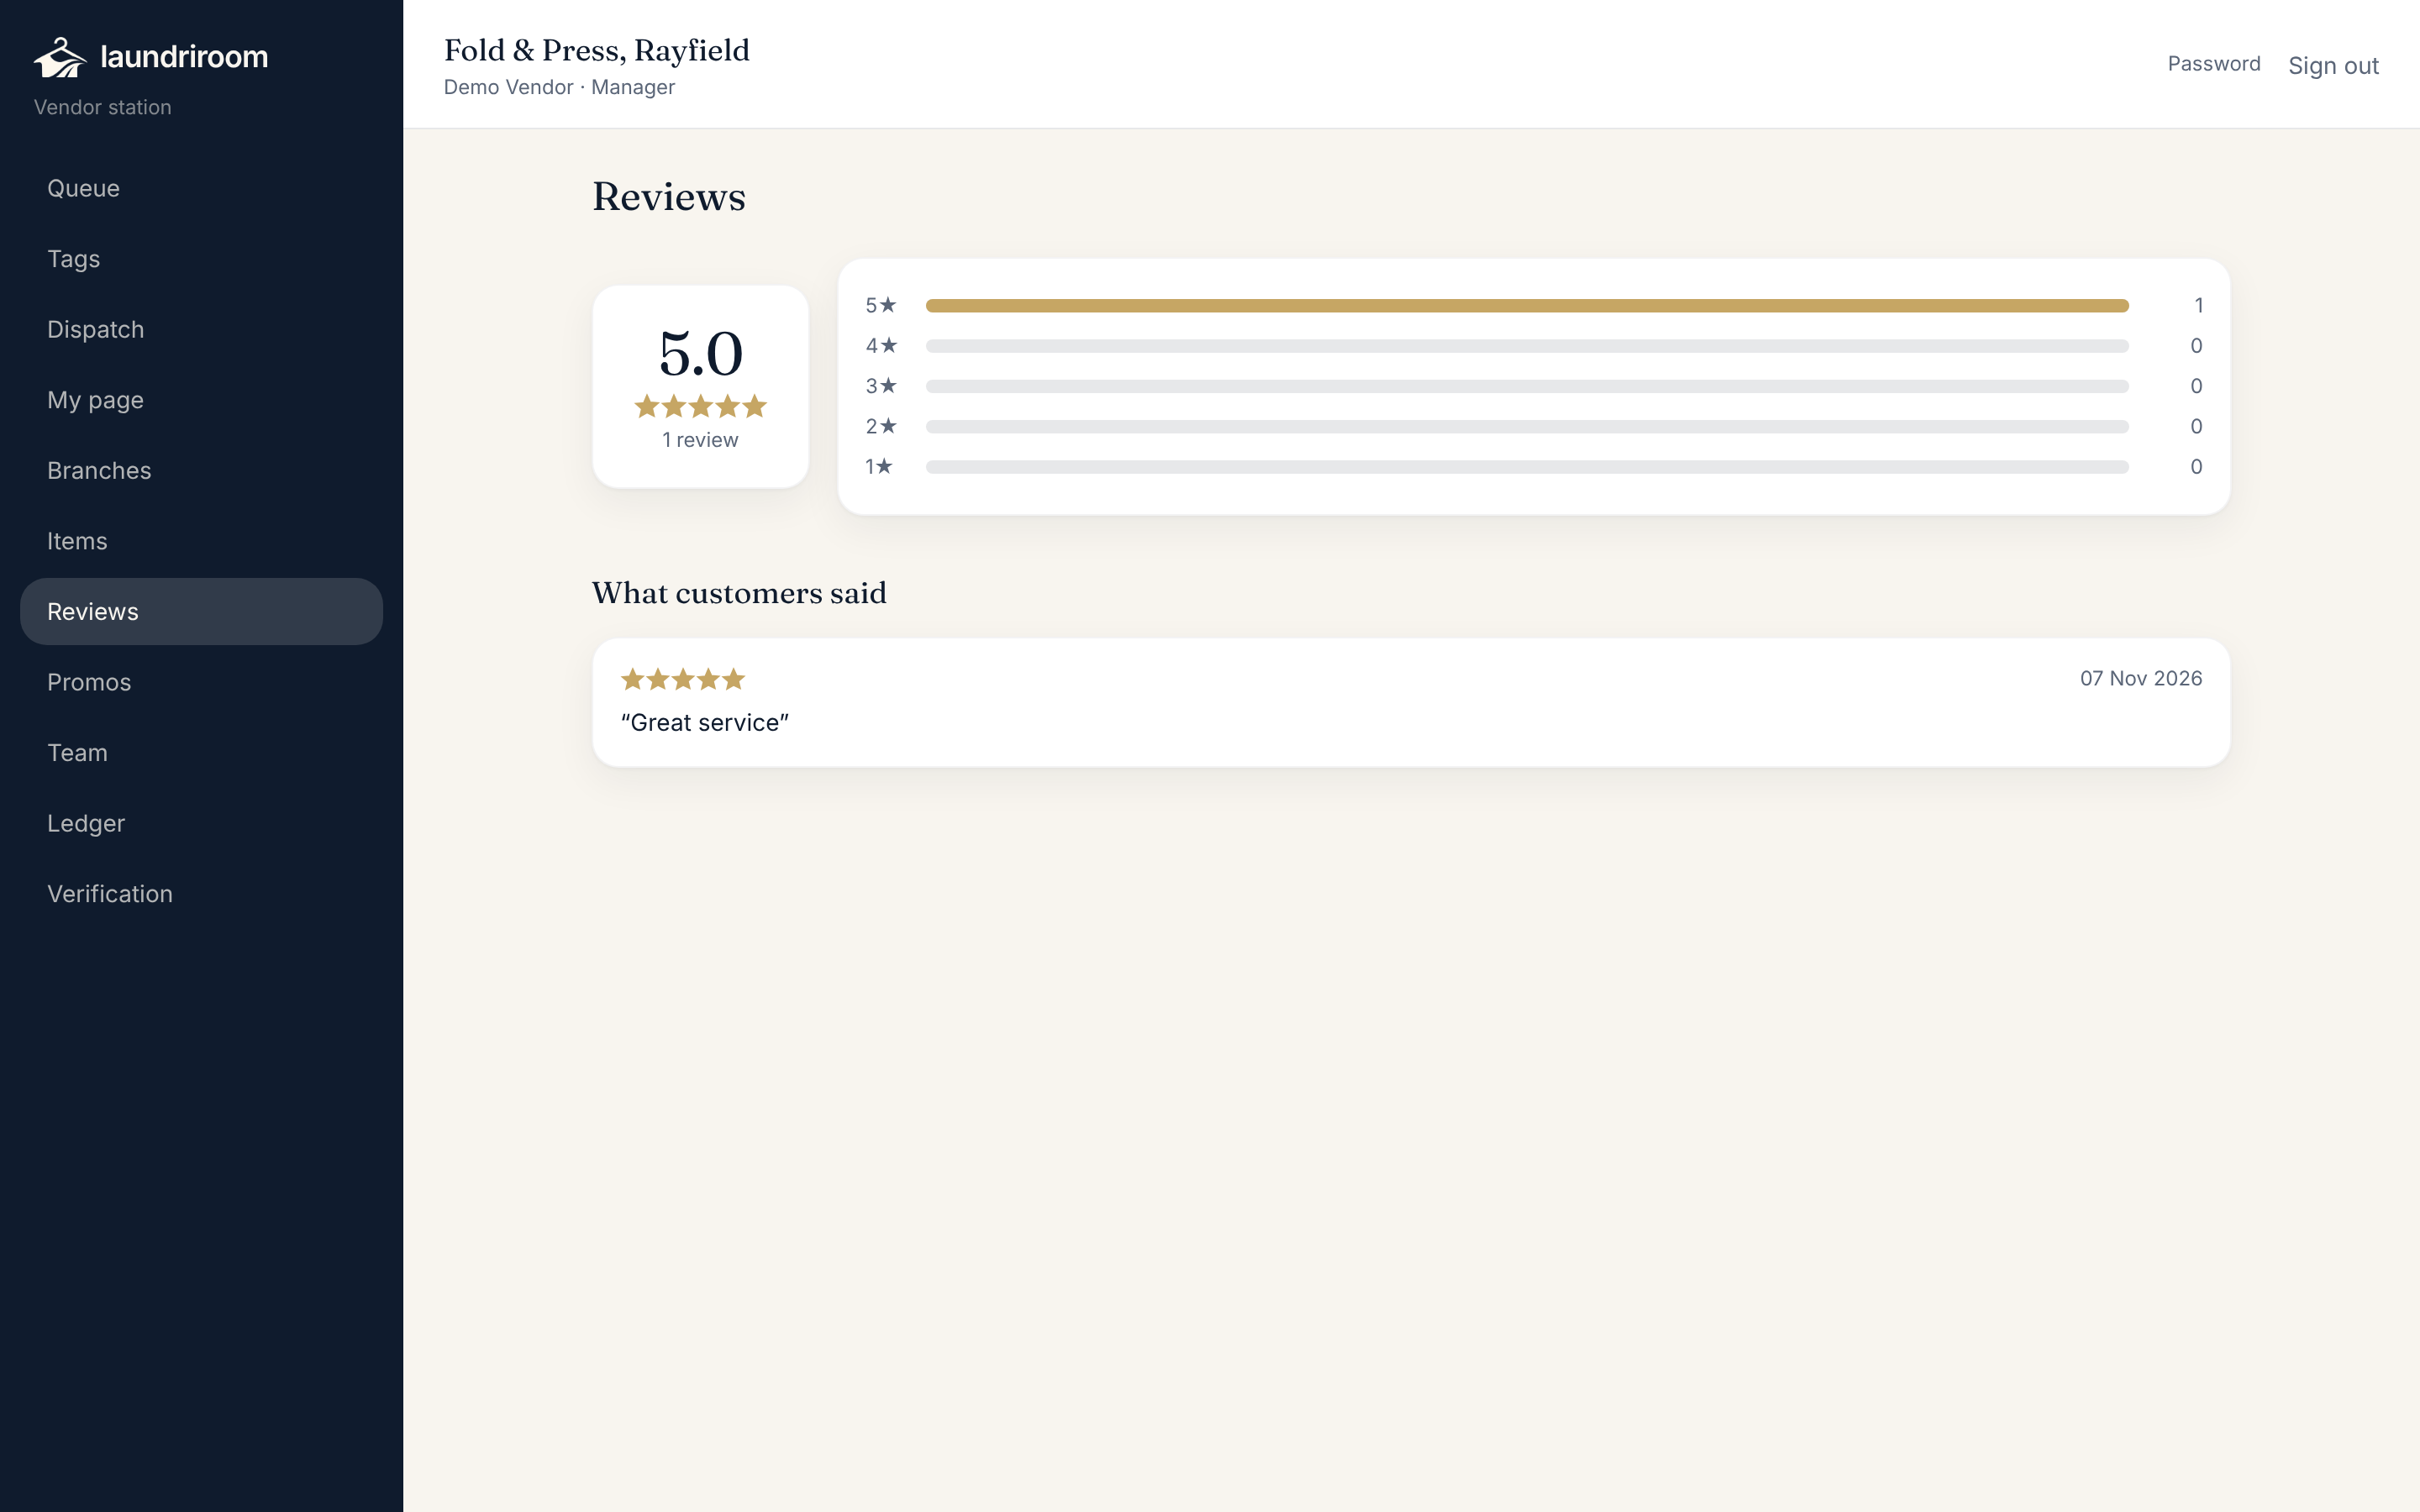 laundriroom
Vendor station
Queue
Tags
Dispatch
My page
Branches
Items
Reviews
Promos
Team
Ledger
Verification
Fold & Press, Rayfield
Demo Vendor · Manager
Password
Sign out
Reviews
5.0
★★★★★
1 review
5★ 1
4★ 0
3★ 0
2★ 0
1★ 0
What customers said
★★★★★ 07 Nov 2026
“Great service”